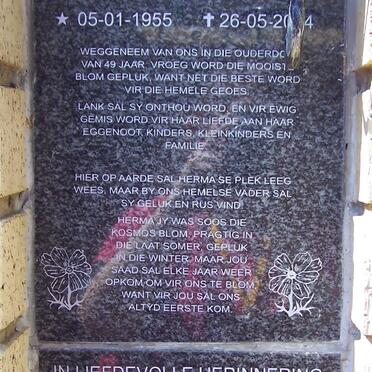 ★ 05-01-1955 ✝ 26-05-2004
WEGGENEEM VAN ONS IN DIE OUDERDOM
VAN 49 JAAR. VROEG WORD DIE MOOISTE
BLOM GEPLUK, WANT NET DIE BESTE WORD
VIR DIE HEMELE GEOES.
LANK SAL SY ONTHOU WORD, EN VIR EWIG
GEMIS WORD VIR HAAR LIEFDE AAN HAAR
EGGENOOT, KINDERS, KLEINKINDERS EN
FAMILIE.
HIER OP AARDE SAL HERMA SE PLEK LEEG
WEES, MAAR BY ONS HEMELSE VADER SAL
SY GELUK EN RUS VIND.
HERMA JY WAS SOOS DIE
KOSMOS BLOM, PRAGTIG IN
DIE LAAT SOMER, GEPLUK
IN DIE WINTER, MAAR JOU
SAAD SAL ELKE JAAR WEER
OPKOM OM VIR ONS TE BLOM,
WANT VIR JOU SAL ONS
ALTYD EERSTE KOM.
IN LIEFDEVOLLE HERINNERING